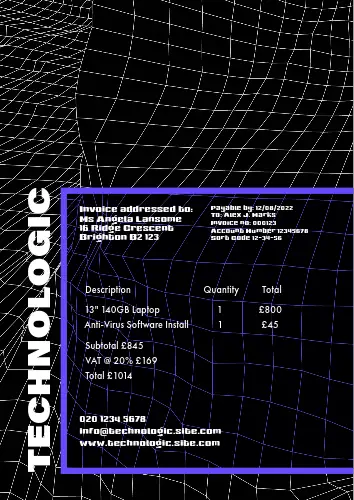 TECHNOLOGIC
Invoice addressed to:
Ms Angela Lansome
16 Ridge Crescent
Brighton B2 123
Payable by: 12/08/2022
To: Alex J. Marks
Invoice no: 000123
Account Number 12345678
Sort Code 12-34-56
Description Quantity Total
13" 140GB Laptop 1 £800
Anti-Virus Software Install 1 £45
Subtotal £845
VAT @ 20% £169
Total £1014
020 1234 5678
info@technologic.site.com
www.technologic.site.com